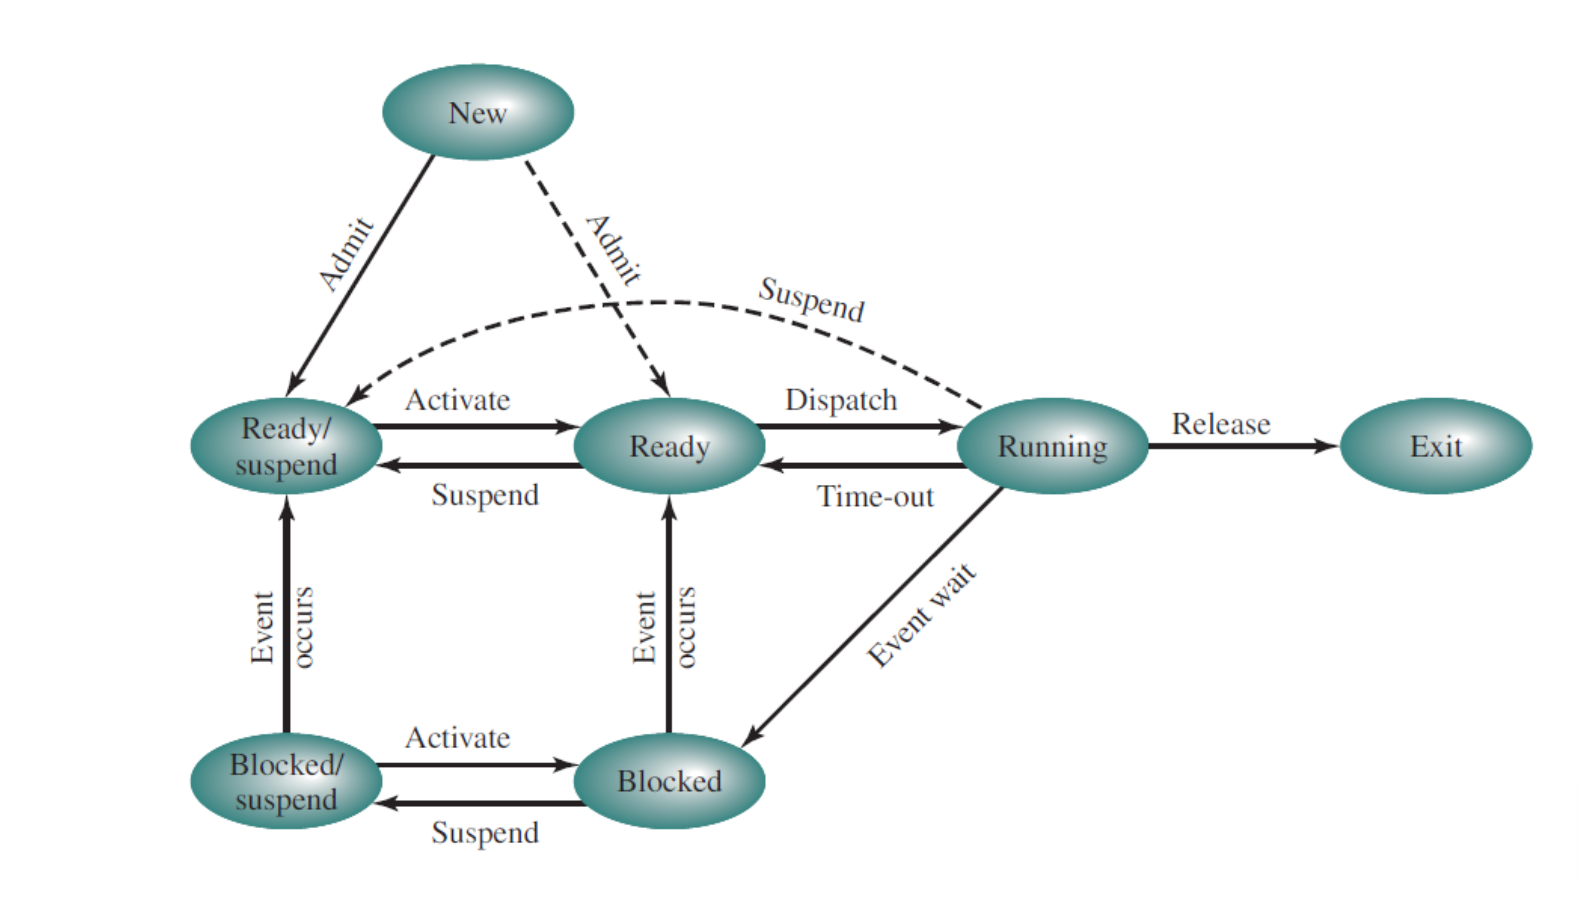 New
Admit
Admit
Suspend
Activate
Dispatch
Release
Ready/
suspend
Ready
Running
Exit
Suspend
Time-out
Event
occurs
Event
occurs
Event wait
Activate
Blocked/
suspend
Blocked
Suspend